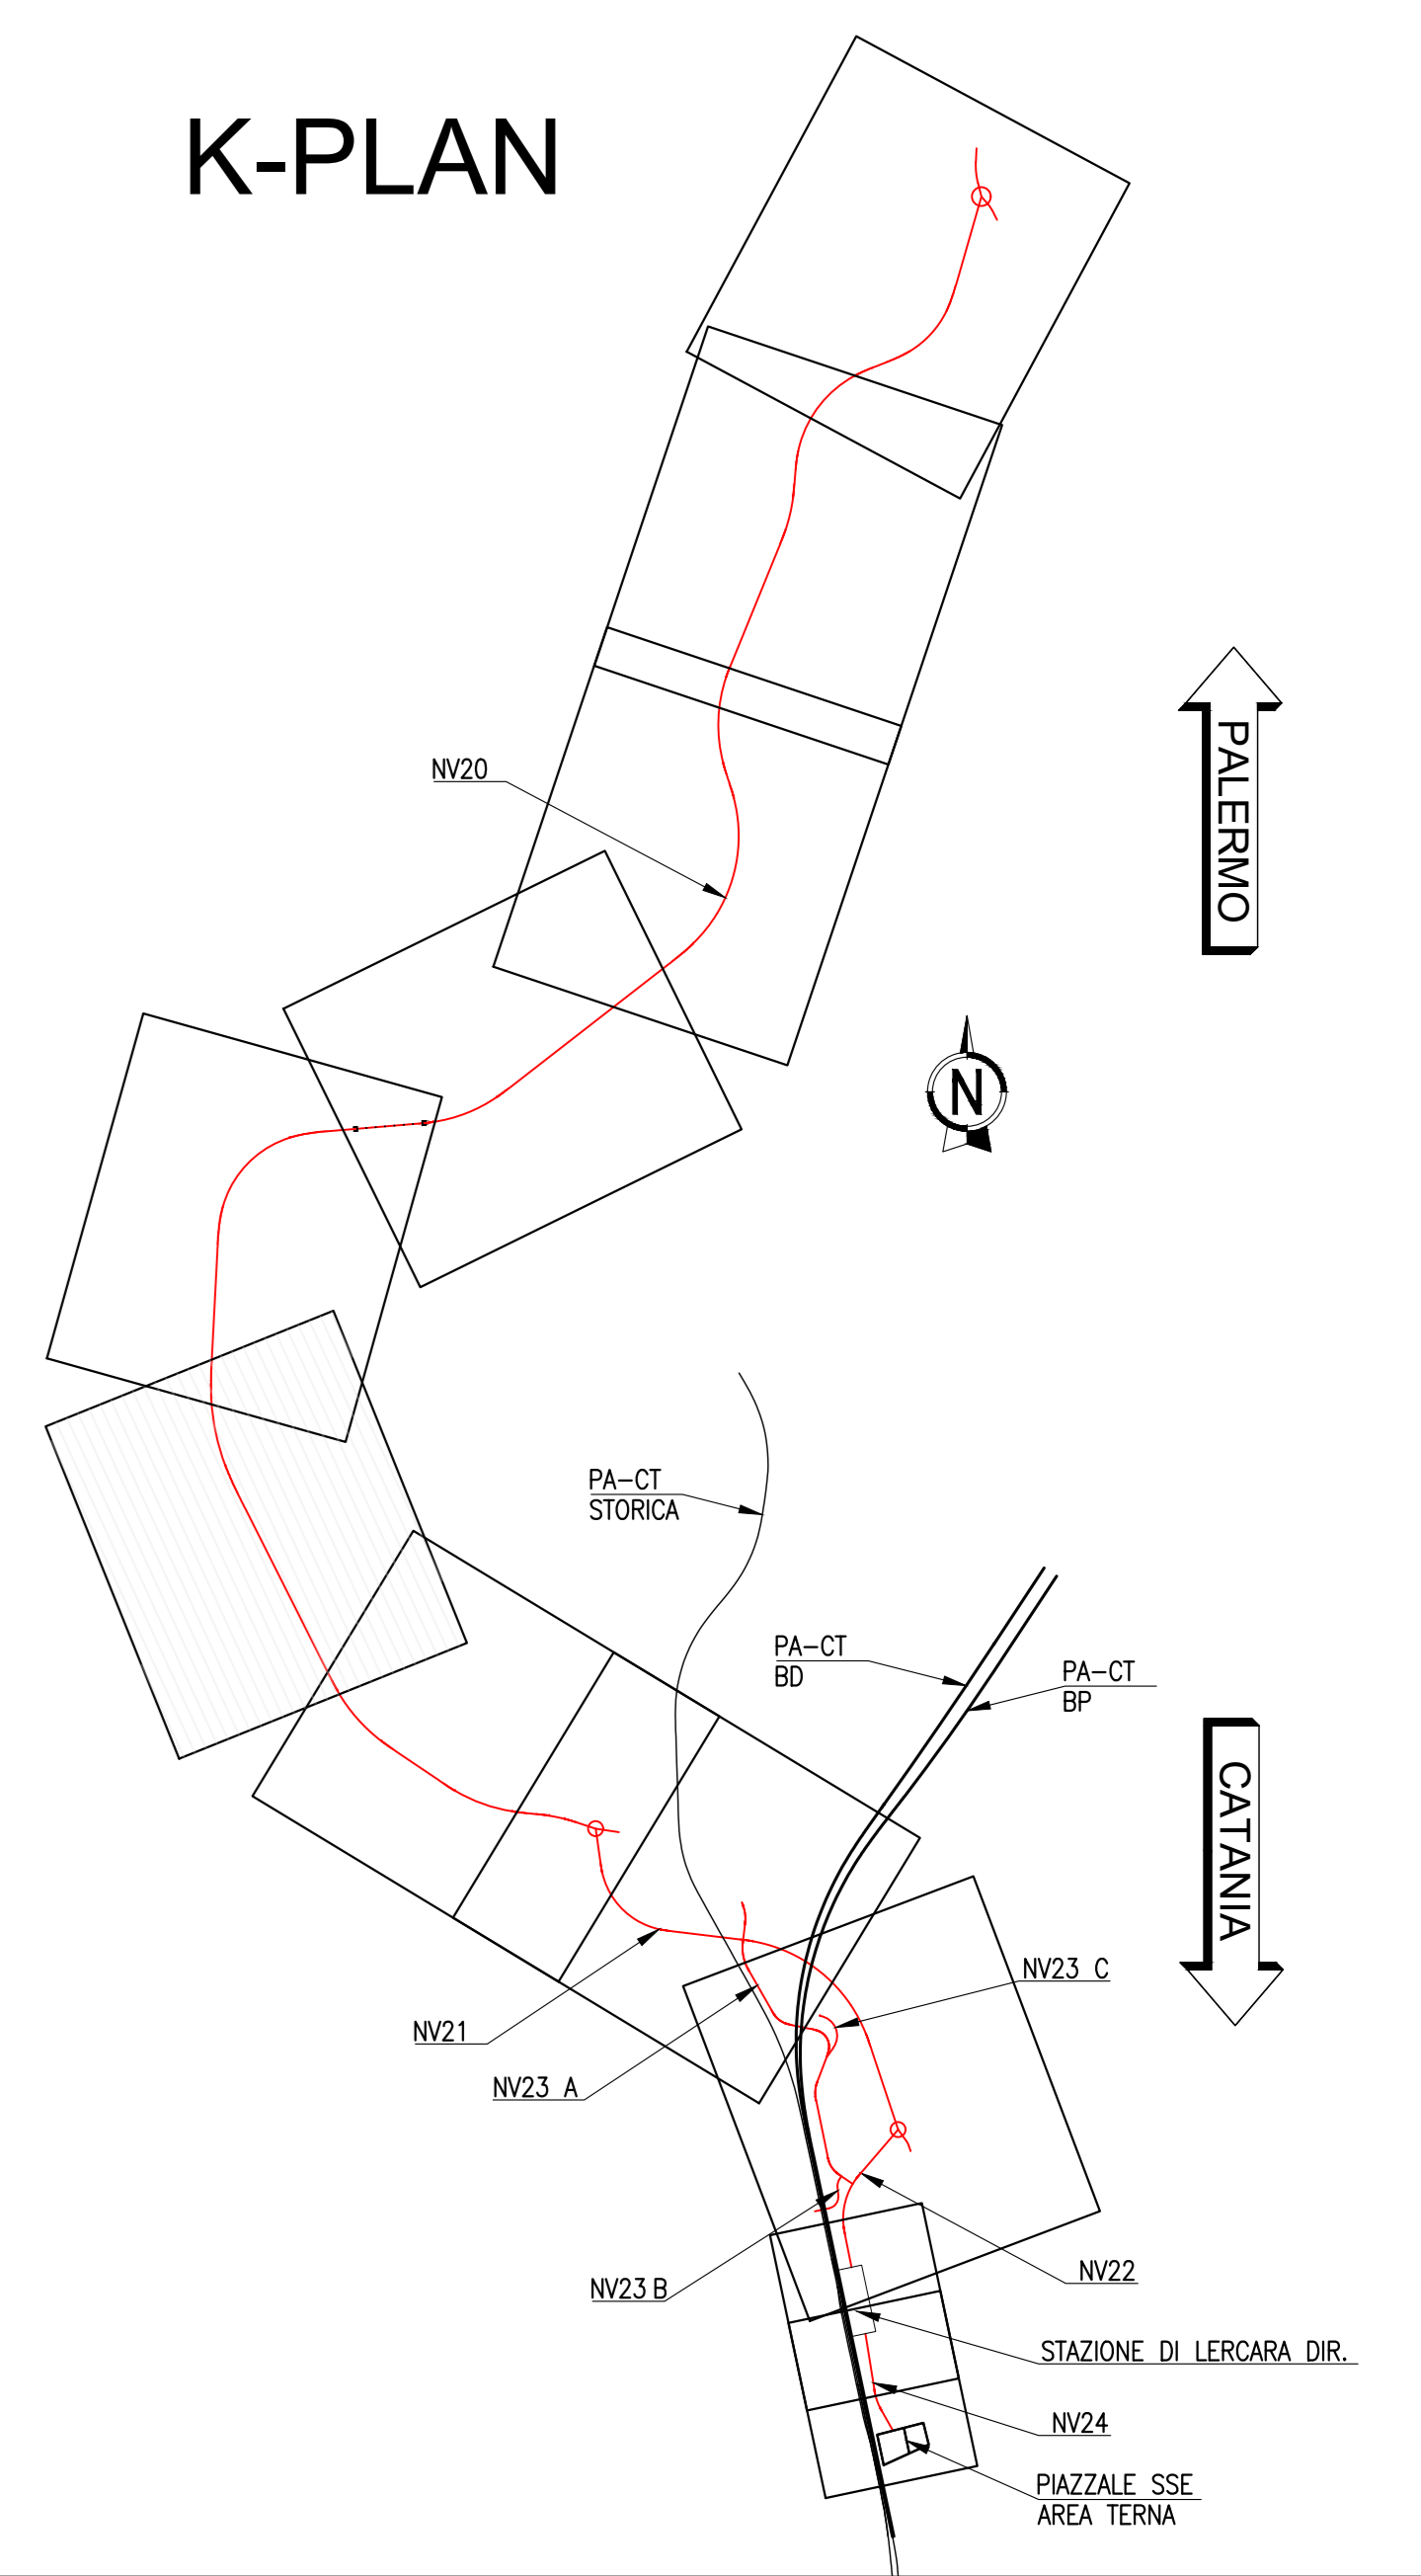 K-PLAN
PALERMO
NV20
N
PA-CT
STORICA
PA-CT
BD
PA-CT
BP
CATANIA
NV23 C
NV21
NV23 A
NV22
NV23 B
STAZIONE DI LERCARA DIR.
NV24
PIAZZALE SSE
AREA TERNA